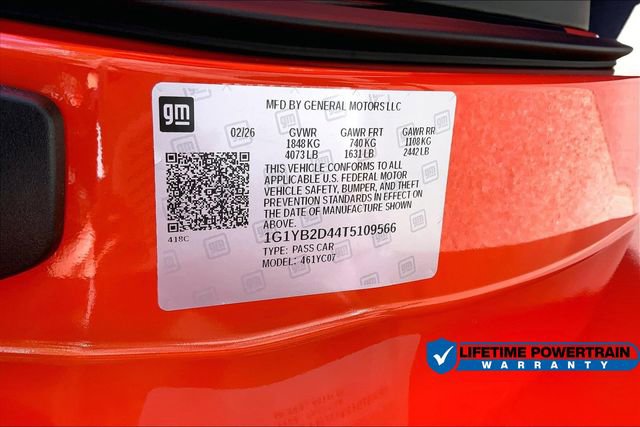 gm
MFD BY GENERAL MOTORS LLC
02/26 GVWR GAWR FRT GAWR RR
1848 KG 740 KG 1108 KG
4073 LB 1631 LB 2442 LB
THIS VEHICLE CONFORMS TO ALL
APPLICABLE U.S. FEDERAL MOTOR
VEHICLE SAFETY, BUMPER, AND THEFT
PREVENTION STANDARDS IN EFFECT ON
THE DATE OF MANUFACTURE SHOWN
ABOVE.
418C
1G1YB2D44T5109566
TYPE: PASS CAR
MODEL: 461YC07
LIFETIME POWERTRAIN
WARRANTY